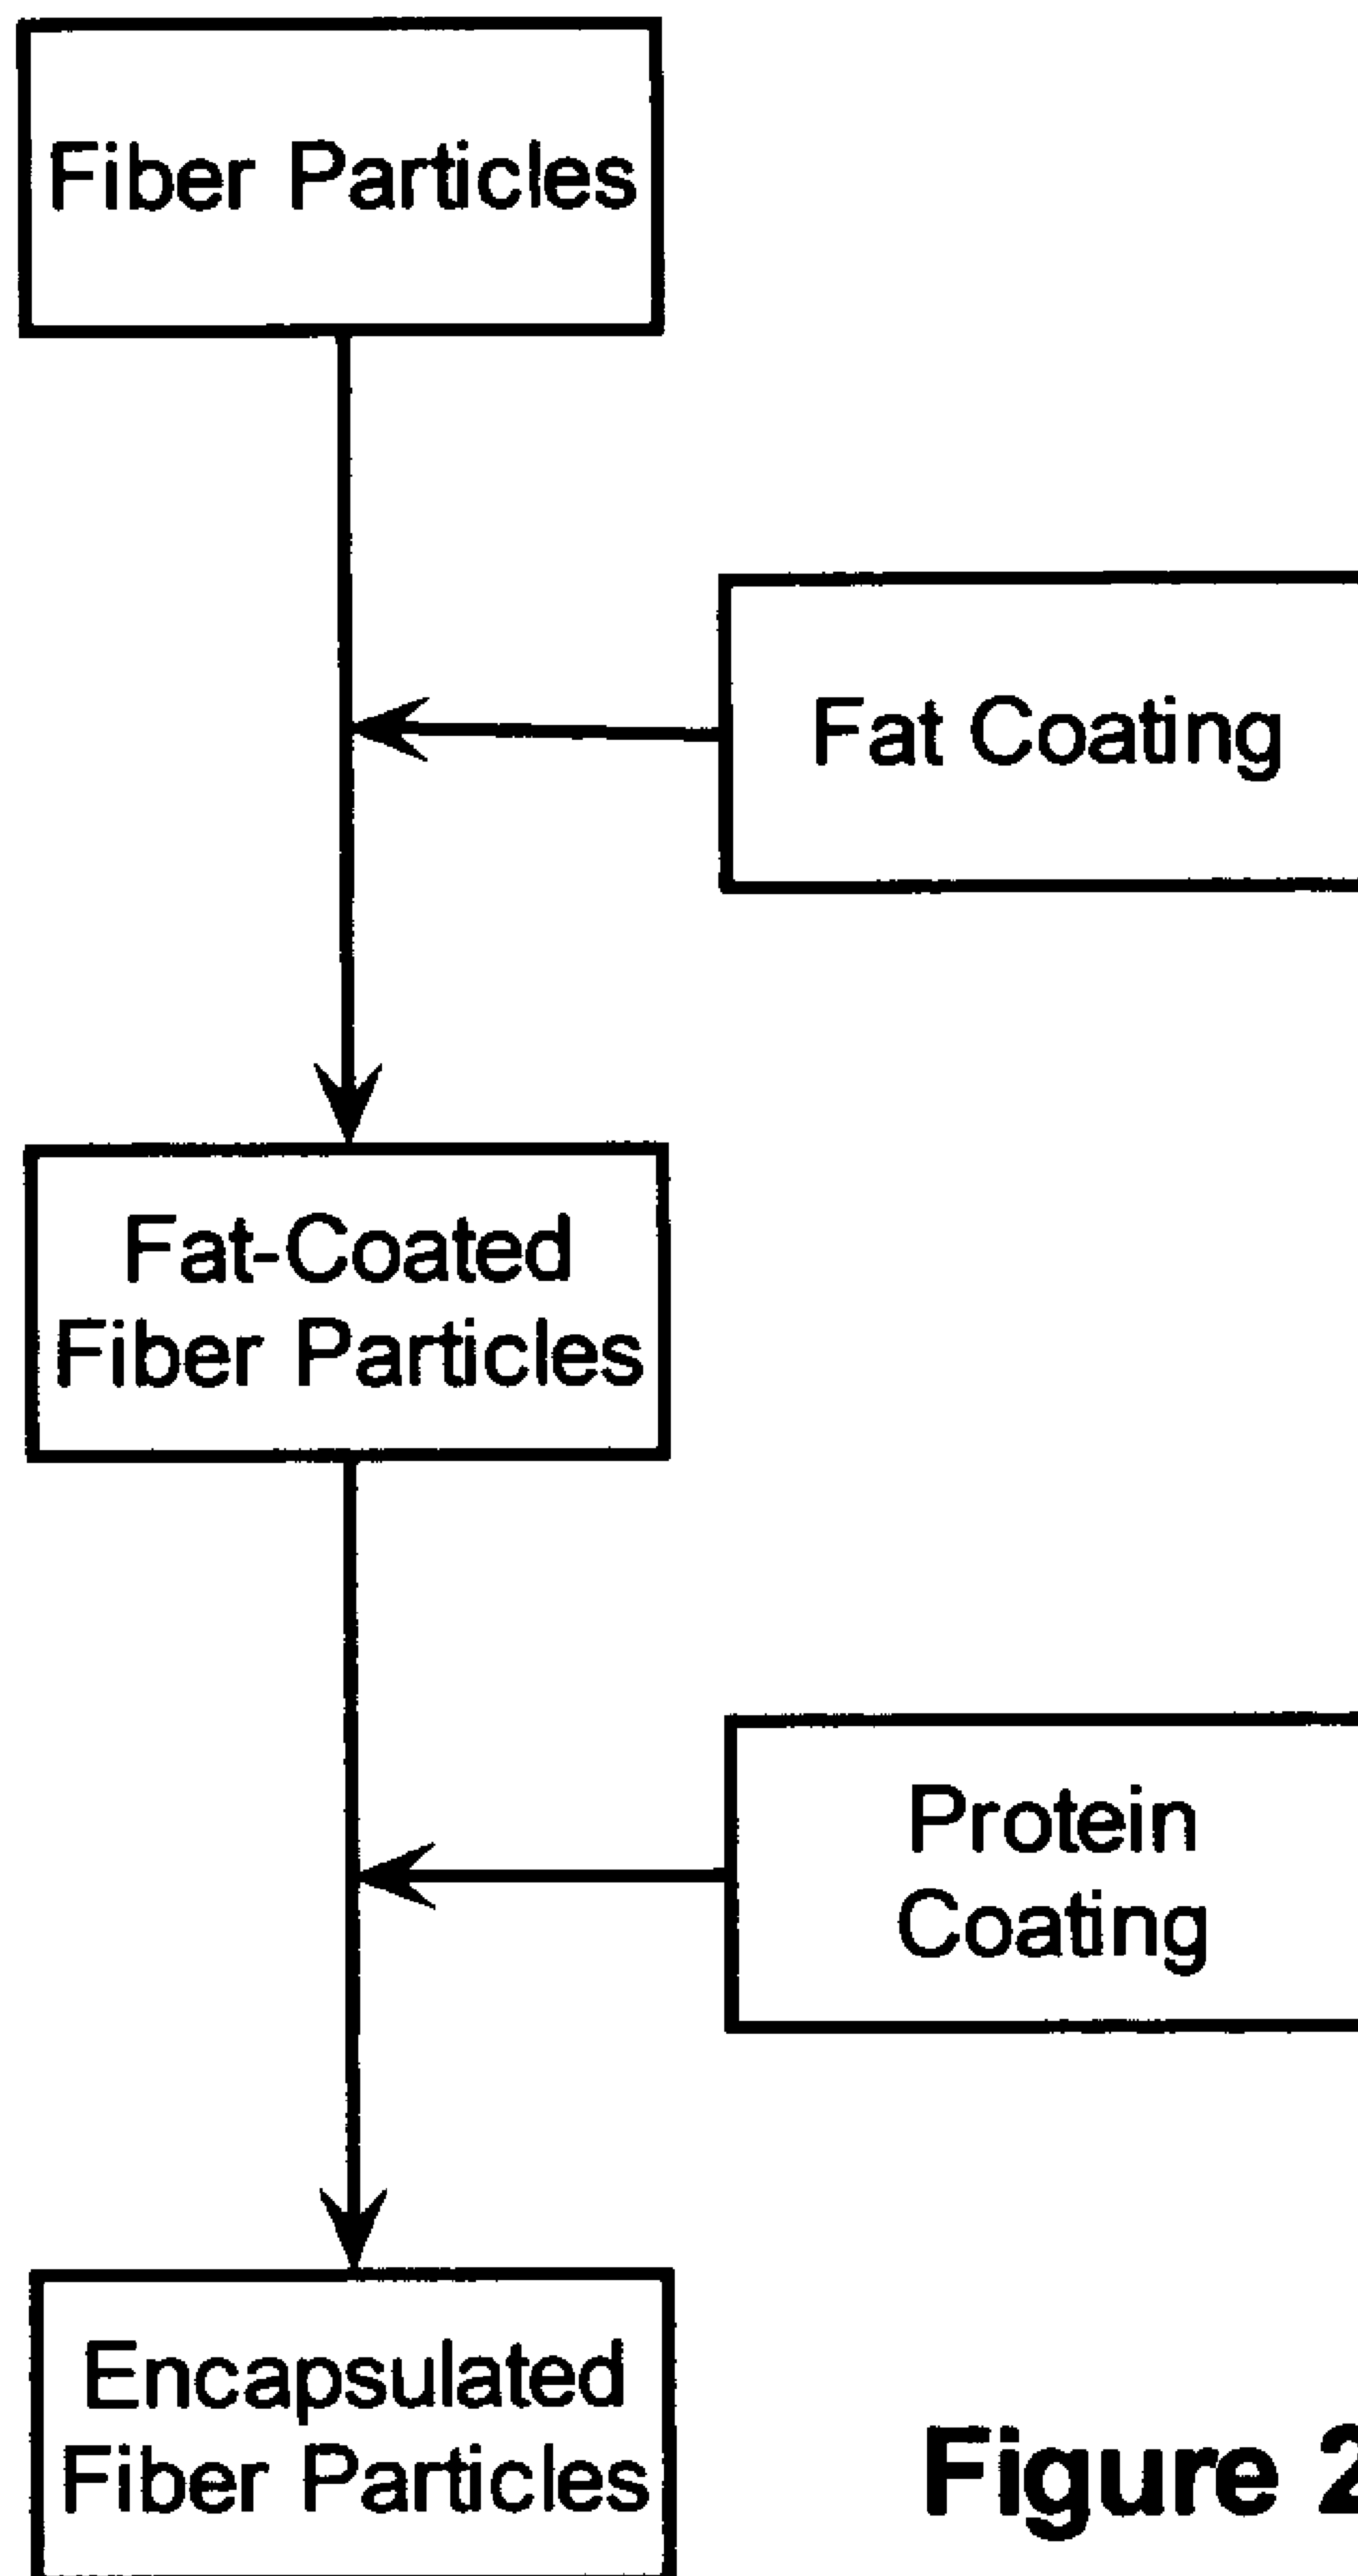 Fiber Particles
Fat Coating
Fat-Coated
Fiber Particles
Protein
Coating
Encapsulated
Fiber Particles
Figure 2